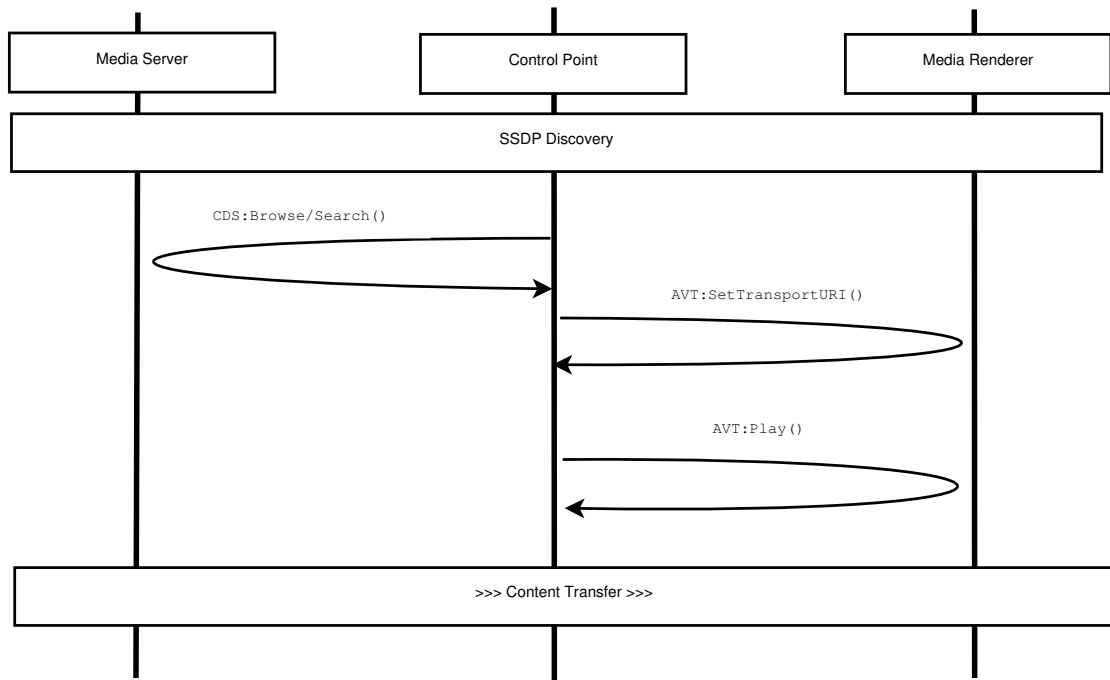 Media Server
Control Point
Media Renderer
SSDP Discovery
CDS:Browse/Search()
AVT:SetTransportURI()
AVT:Play()
>>> Content Transfer >>>